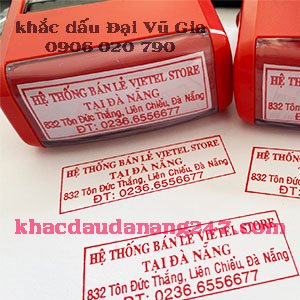 khắc dấu Đại Vũ Gia
0906 020 790
HỆ THỐNG BÁN LẺ VIETEL STORE
TẠI ĐÀ NẴNG
832 Tôn Đức Thắng, Liên Chiểu, Đà Nẵng
ĐT: 0236.6556677
HỆ THỐNG BÁN LẺ VIETEL STORE
TẠI ĐÀ NẴNG
832 Tôn Đức Thắng, Liên Chiểu, Đà Nẵng
ĐT: 0236.6556677
khacdaudanang247.com
HỆ THỐNG BÁN LẺ VIETEL STORE
TẠI ĐÀ NẴNG
832 Tôn Đức Thắng, Liên Chiểu, Đà Nẵng
ĐT: 0236.6556677